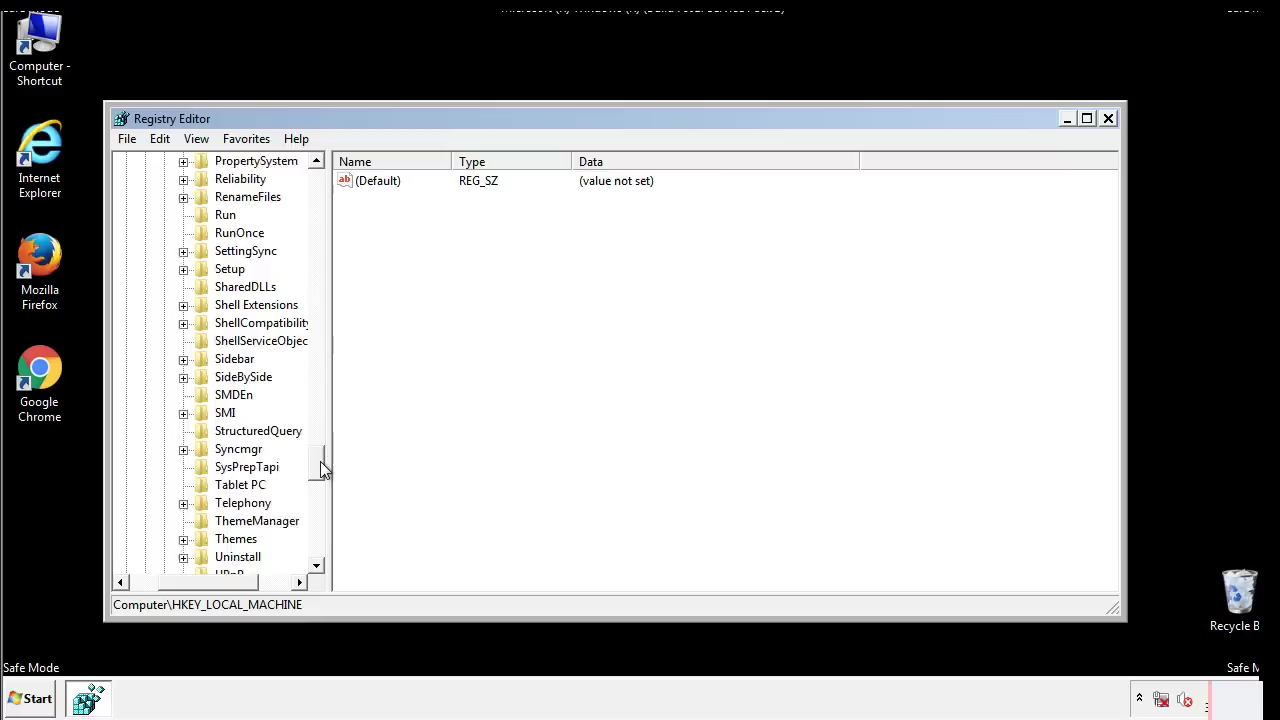 Computer -
Shortcut
Internet
Explorer
Mozilla
Firefox
Google
Chrome
Registry Editor
File Edit View Favorites Help
PropertySystem
Reliability
RenameFiles
Run
RunOnce
SettingSync
Setup
SharedDLLs
Shell Extensions
ShellCompatibility
ShellServiceObjec
Sidebar
SideBySide
SMDEn
SMI
StructuredQuery
Syncmgr
SysPrepTapi
Tablet PC
Telephony
ThemeManager
Themes
Uninstall
Name Type Data
ab (Default) REG_SZ (value not set)
Computer\HKEY_LOCAL_MACHINE
Recycle B
Safe Mode
Safe M
Start